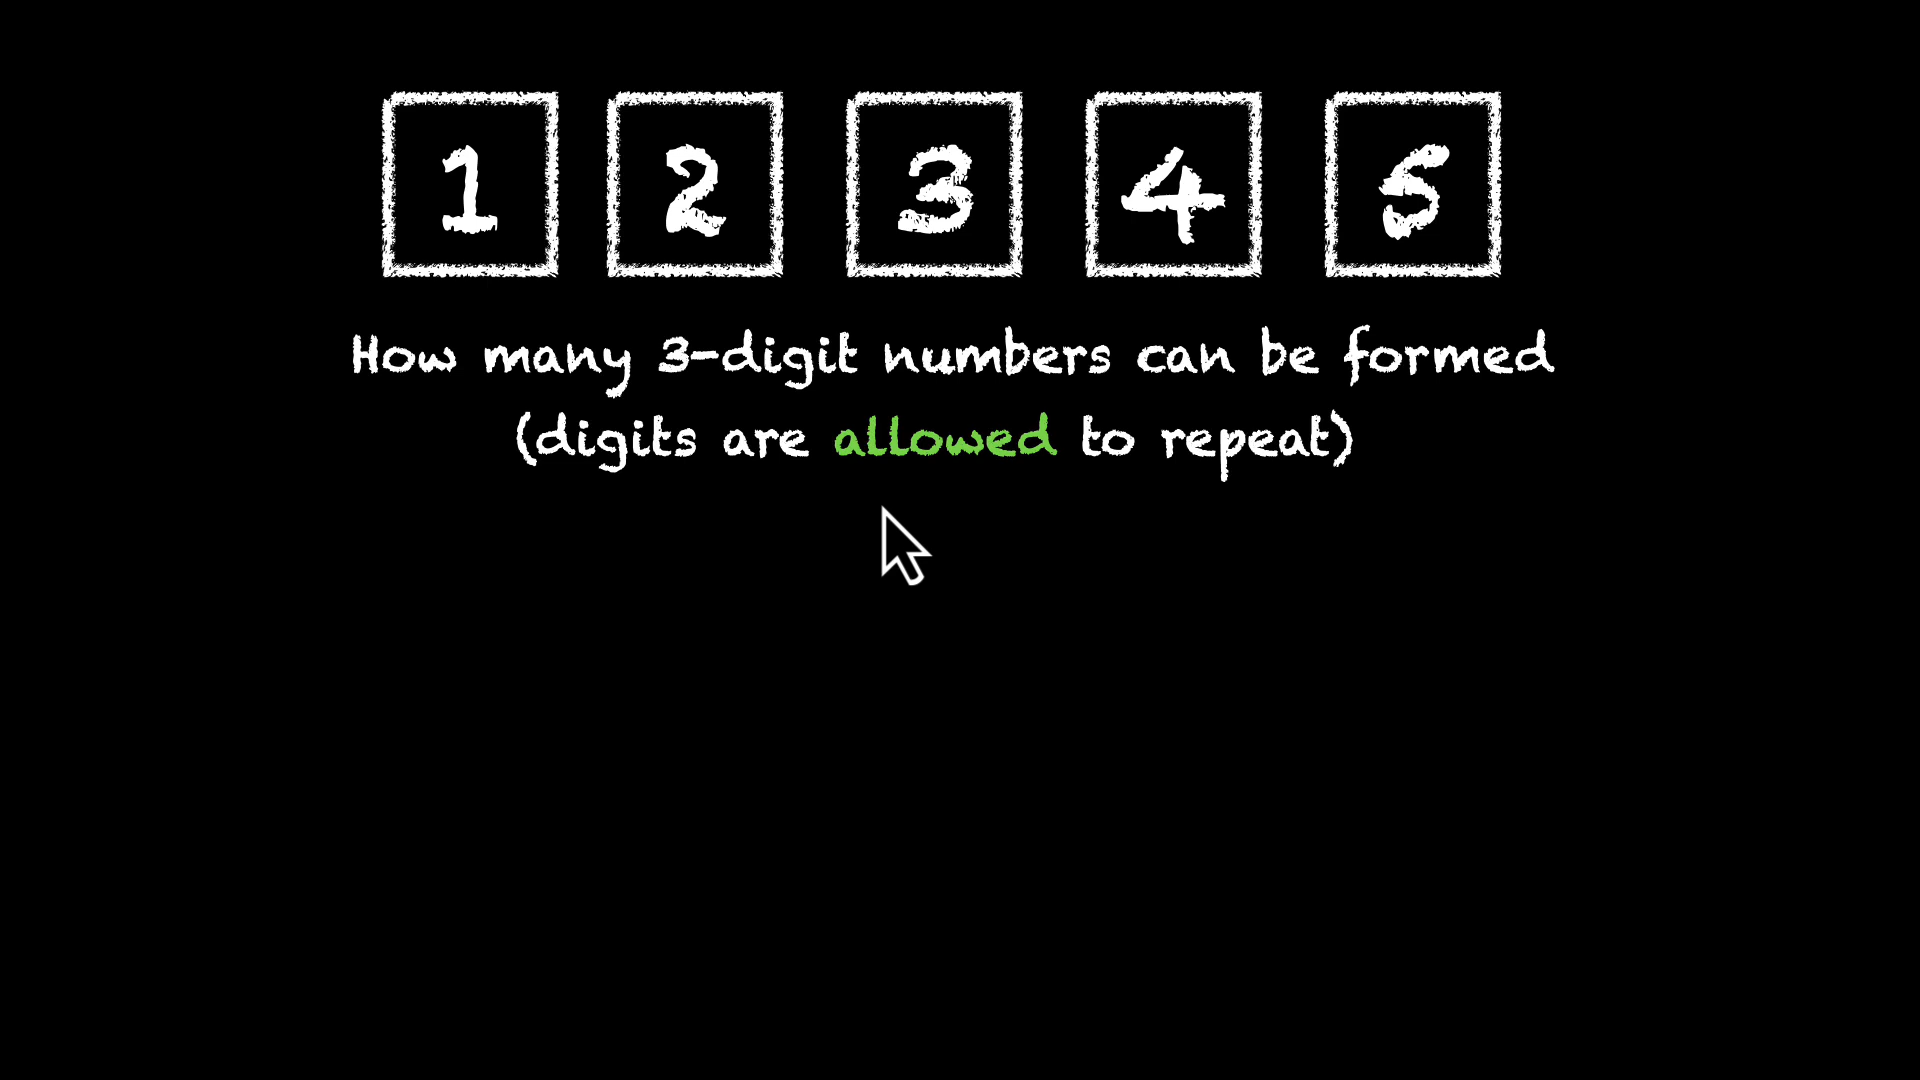 1 2 3 4 5
How many 3-digit numbers can be formed
(digits are allowed to repeat)